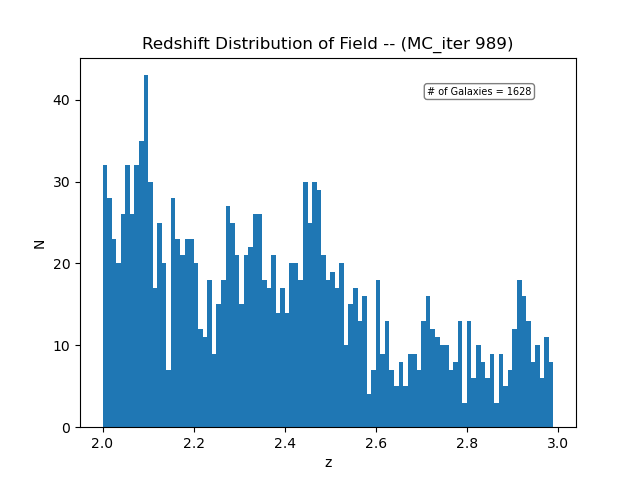 Redshift Distribution of Field -- (MC_iter 989)
# of Galaxies = 1628
40
30
20
10
0
N
2.0 2.2 2.4 2.6 2.8 3.0
z